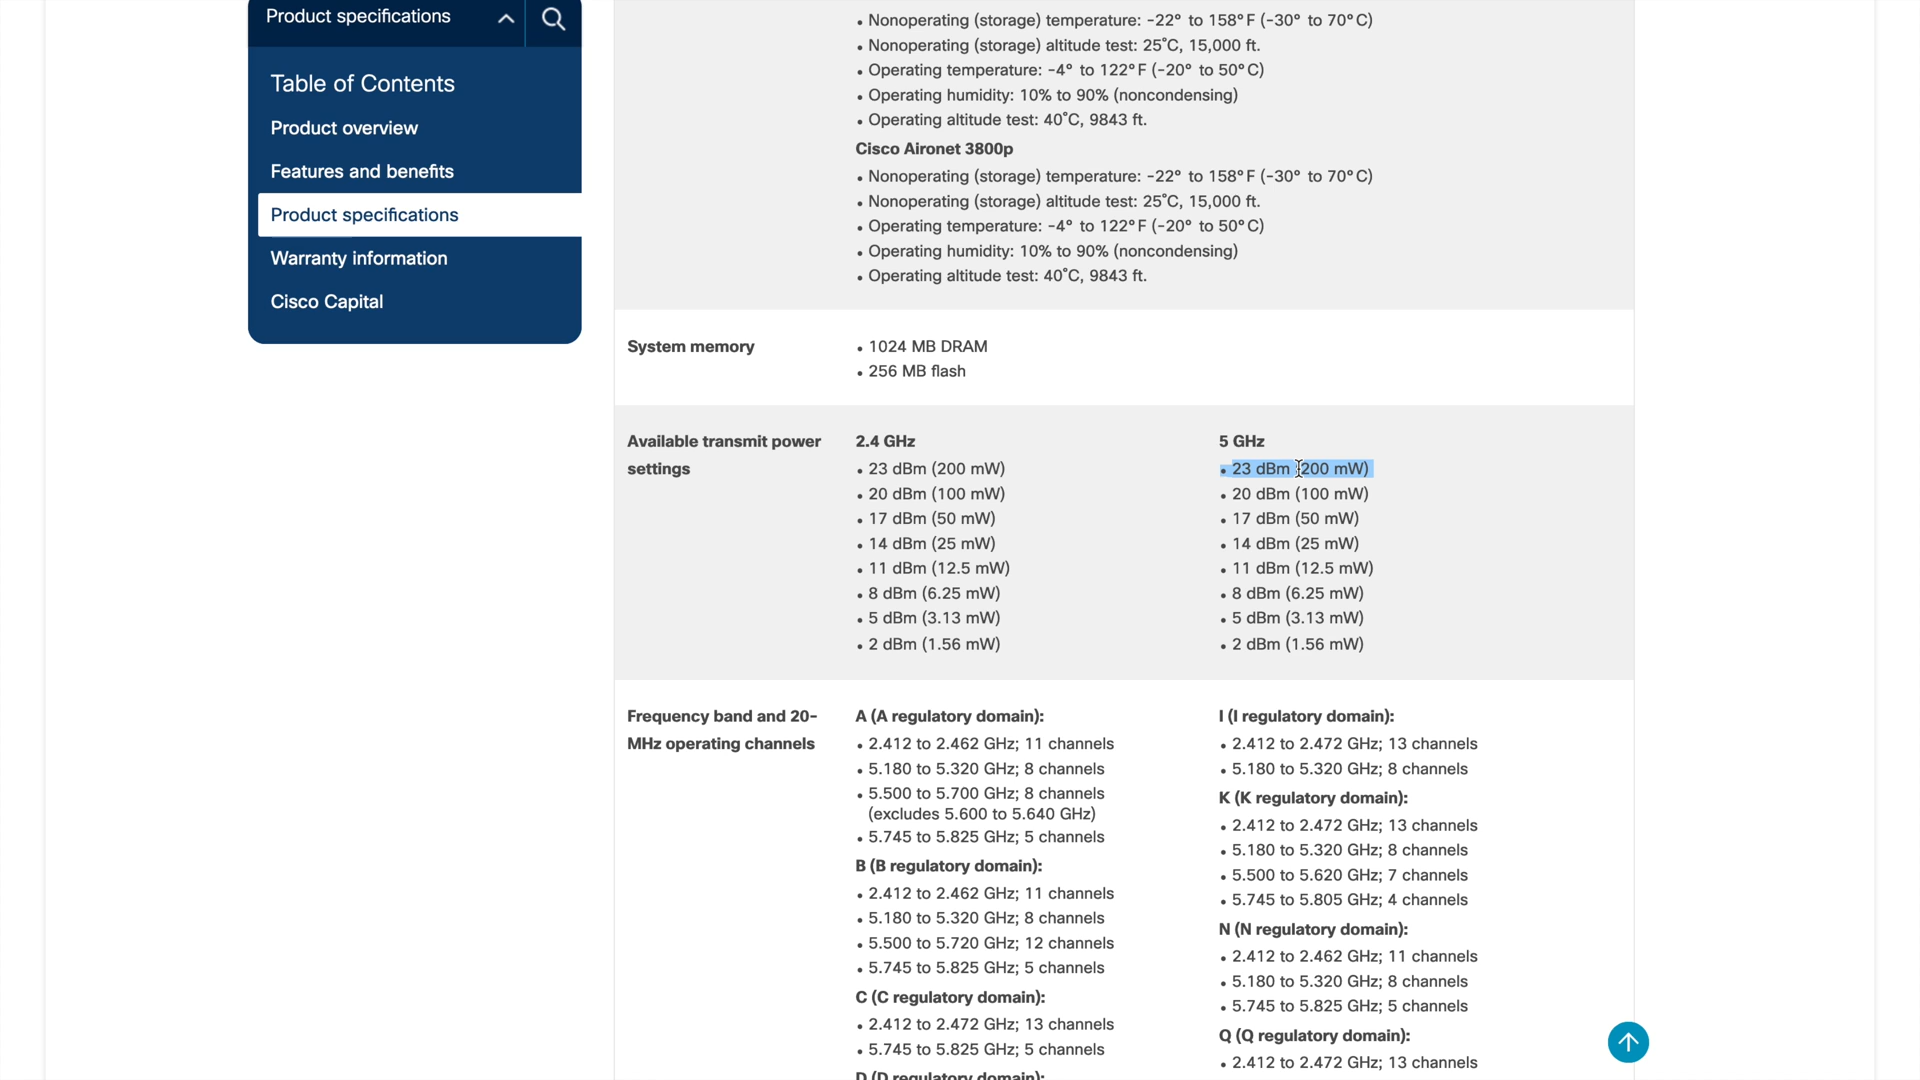 Product specifications
Table of Contents
Product overview
Features and benefits
Product specifications
Warranty information
Cisco Capital
• Nonoperating (storage) temperature: -22° to 158°F (-30° to 70°C)
• Nonoperating (storage) altitude test: 25˚C, 15,000 ft.
• Operating temperature: -4° to 122°F (-20° to 50°C)
• Operating humidity: 10% to 90% (noncondensing)
• Operating altitude test: 40˚C, 9843 ft.
Cisco Aironet 3800p
• Nonoperating (storage) temperature: -22° to 158°F (-30° to 70°C)
• Nonoperating (storage) altitude test: 25˚C, 15,000 ft.
• Operating temperature: -4° to 122°F (-20° to 50°C)
• Operating humidity: 10% to 90% (noncondensing)
• Operating altitude test: 40˚C, 9843 ft.
System memory
• 1024 MB DRAM
• 256 MB flash
Available transmit power
settings
2.4 GHz
• 23 dBm (200 mW)
• 20 dBm (100 mW)
• 17 dBm (50 mW)
• 14 dBm (25 mW)
• 11 dBm (12.5 mW)
• 8 dBm (6.25 mW)
• 5 dBm (3.13 mW)
• 2 dBm (1.56 mW)
5 GHz
• 23 dBm (200 mW)
• 20 dBm (100 mW)
• 17 dBm (50 mW)
• 14 dBm (25 mW)
• 11 dBm (12.5 mW)
• 8 dBm (6.25 mW)
• 5 dBm (3.13 mW)
• 2 dBm (1.56 mW)
Frequency band and 20-
MHz operating channels
A (A regulatory domain):
• 2.412 to 2.462 GHz; 11 channels
• 5.180 to 5.320 GHz; 8 channels
• 5.500 to 5.700 GHz; 8 channels
(excludes 5.600 to 5.640 GHz)
• 5.745 to 5.825 GHz; 5 channels
B (B regulatory domain):
• 2.412 to 2.462 GHz; 11 channels
• 5.180 to 5.320 GHz; 8 channels
• 5.500 to 5.720 GHz; 12 channels
• 5.745 to 5.825 GHz; 5 channels
C (C regulatory domain):
• 2.412 to 2.472 GHz; 13 channels
• 5.745 to 5.825 GHz; 5 channels
D (D regulatory domain):
I (I regulatory domain):
• 2.412 to 2.472 GHz; 13 channels
• 5.180 to 5.320 GHz; 8 channels
K (K regulatory domain):
• 2.412 to 2.472 GHz; 13 channels
• 5.180 to 5.320 GHz; 8 channels
• 5.500 to 5.620 GHz; 7 channels
• 5.745 to 5.805 GHz; 4 channels
N (N regulatory domain):
• 2.412 to 2.462 GHz; 11 channels
• 5.180 to 5.320 GHz; 8 channels
• 5.745 to 5.825 GHz; 5 channels
Q (Q regulatory domain):
• 2.412 to 2.472 GHz; 13 channels